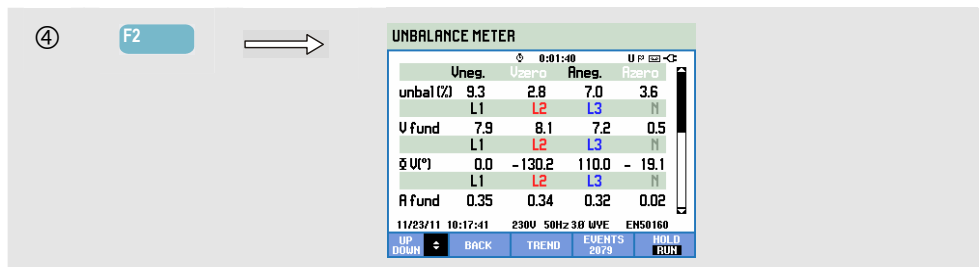 ④ F2
UNBALANCE METER
0:01:40 U
Vneg. Vzero Aneg. Azero
unbal(%) 9.3 2.8 7.0 3.6
L1 L2 L3 N
V fund 7.9 8.1 7.2 0.5
L1 L2 L3 N
Φ V(°) 0.0 -130.2 110.0 - 19.1
L1 L2 L3 N
A fund 0.35 0.34 0.32 0.02
11/23/11 10:17:41 230V 50Hz 3.0 WYE EN50160
UP DOWN BACK TREND EVENTS 2079 HOLD RUN